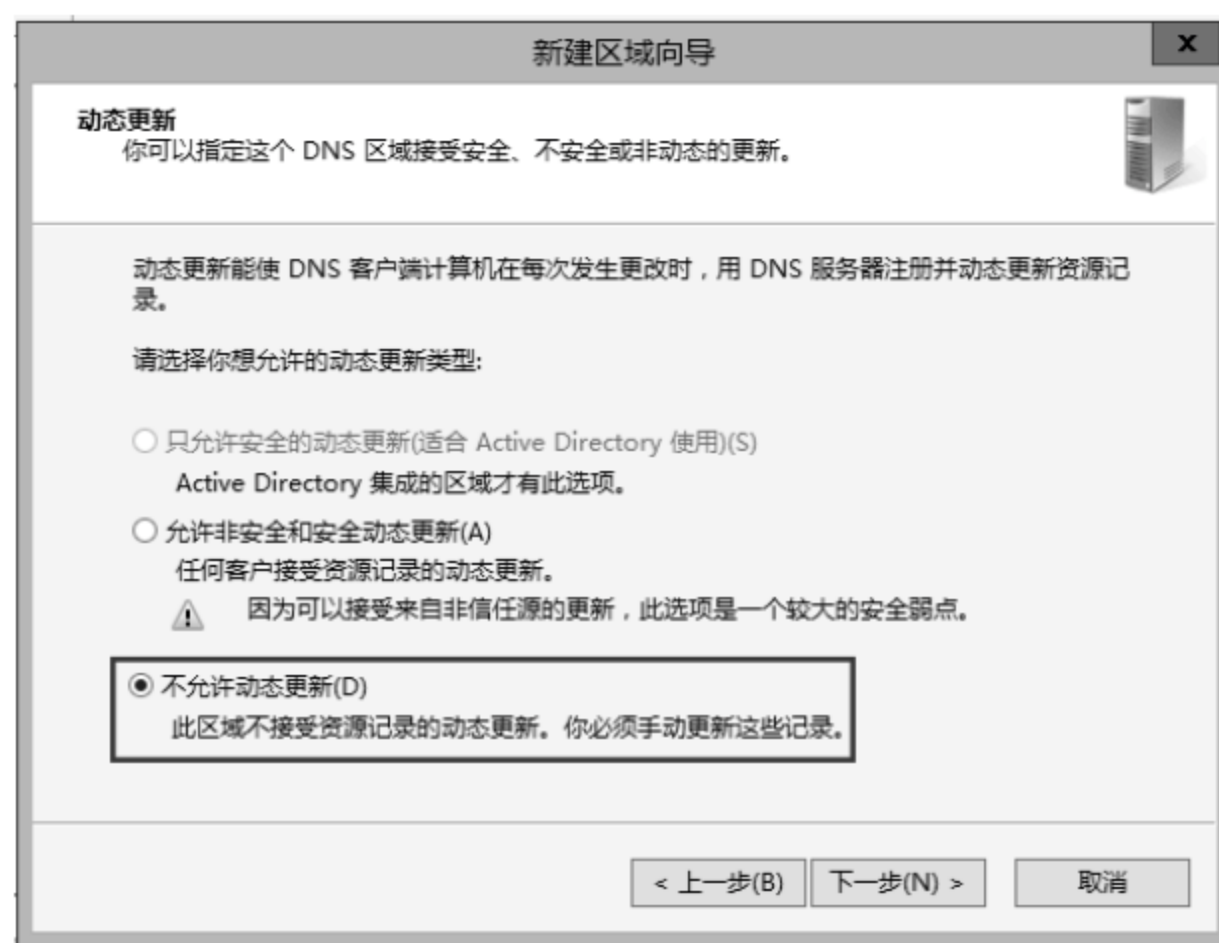 新建区域向导
x
动态更新
你可以指定这个 DNS 区域接受安全、不安全或非动态的更新。
动态更新能使 DNS 客户端计算机在每次发生更改时，用 DNS 服务器注册并动态更新资源记
录。
请选择你想允许的动态更新类型:
只允许安全的动态更新(适合 Active Directory 使用)(S)
Active Directory 集成的区域才有此选项。
允许非安全和安全动态更新(A)
任何客户接受资源记录的动态更新。
因为可以接受来自非信任源的更新，此选项是一个较大的安全弱点。
不允许动态更新(D)
此区域不接受资源记录的动态更新。你必须手动更新这些记录。
< 上一步(B) 下一步(N) > 取消